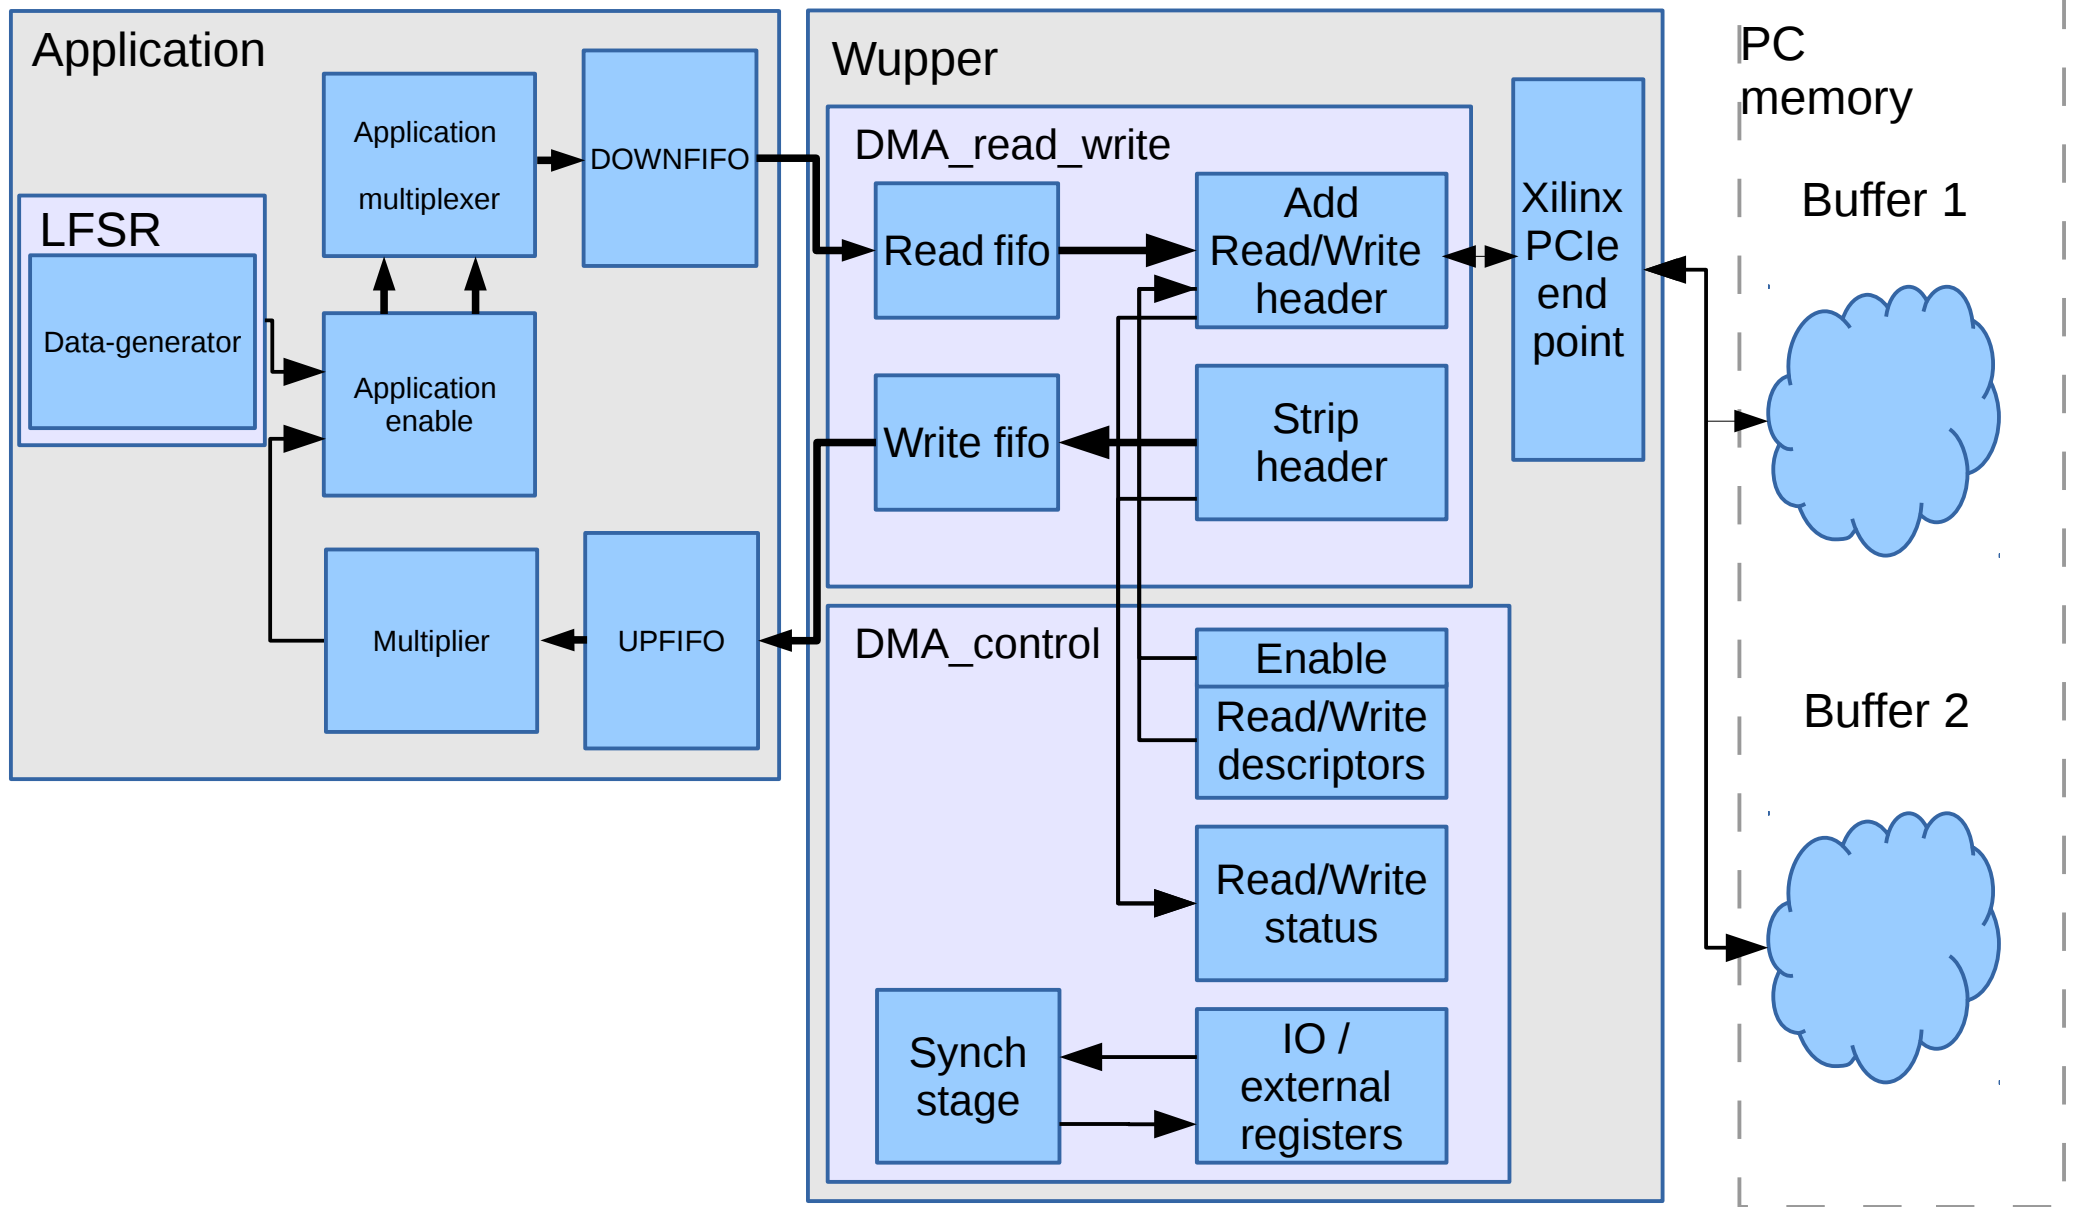 Application
Application
multiplexer
DOWNFIFO
LFSR
Data-generator
Application
enable
Multiplier
UPFIFO
Wupper
DMA_read_write
Read fifo
Add
Read/Write
header
Write fifo
Strip
header
Xilinx
PCIe
end
point
DMA_control
Enable
Read/Write
descriptors
Read/Write
status
Synch
stage
IO /
external
registers
PC
memory
Buffer 1
Buffer 2